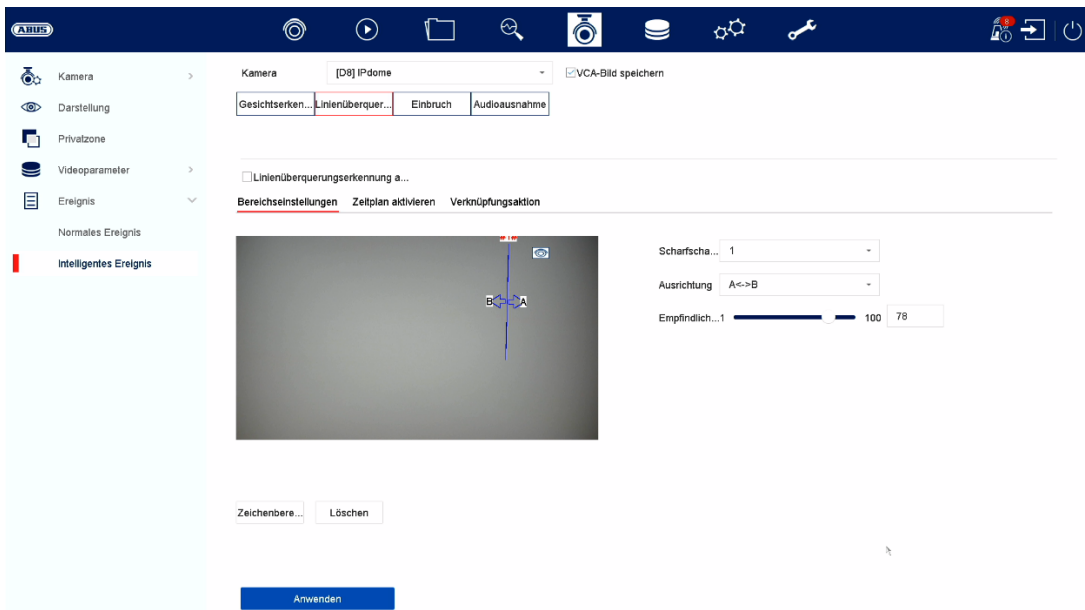 ABUS
8
Kamera
Darstellung
Privatzone
Videoparameter
Ereignis
Normales Ereignis
Intelligentes Ereignis
Kamera [D8] IPdome VCA-Bild speichern
Gesichtserken... Linienüberquer... Einbruch Audioausnahme
Linienüberquerungserkennung a...
Bereichseinstellungen Zeitplan aktivieren Verknüpfungsaktion
B A
Scharfscha... 1
Ausrichtung A<->B
Empfindlich...1 100 78
Zeichenbere... Löschen
Anwenden